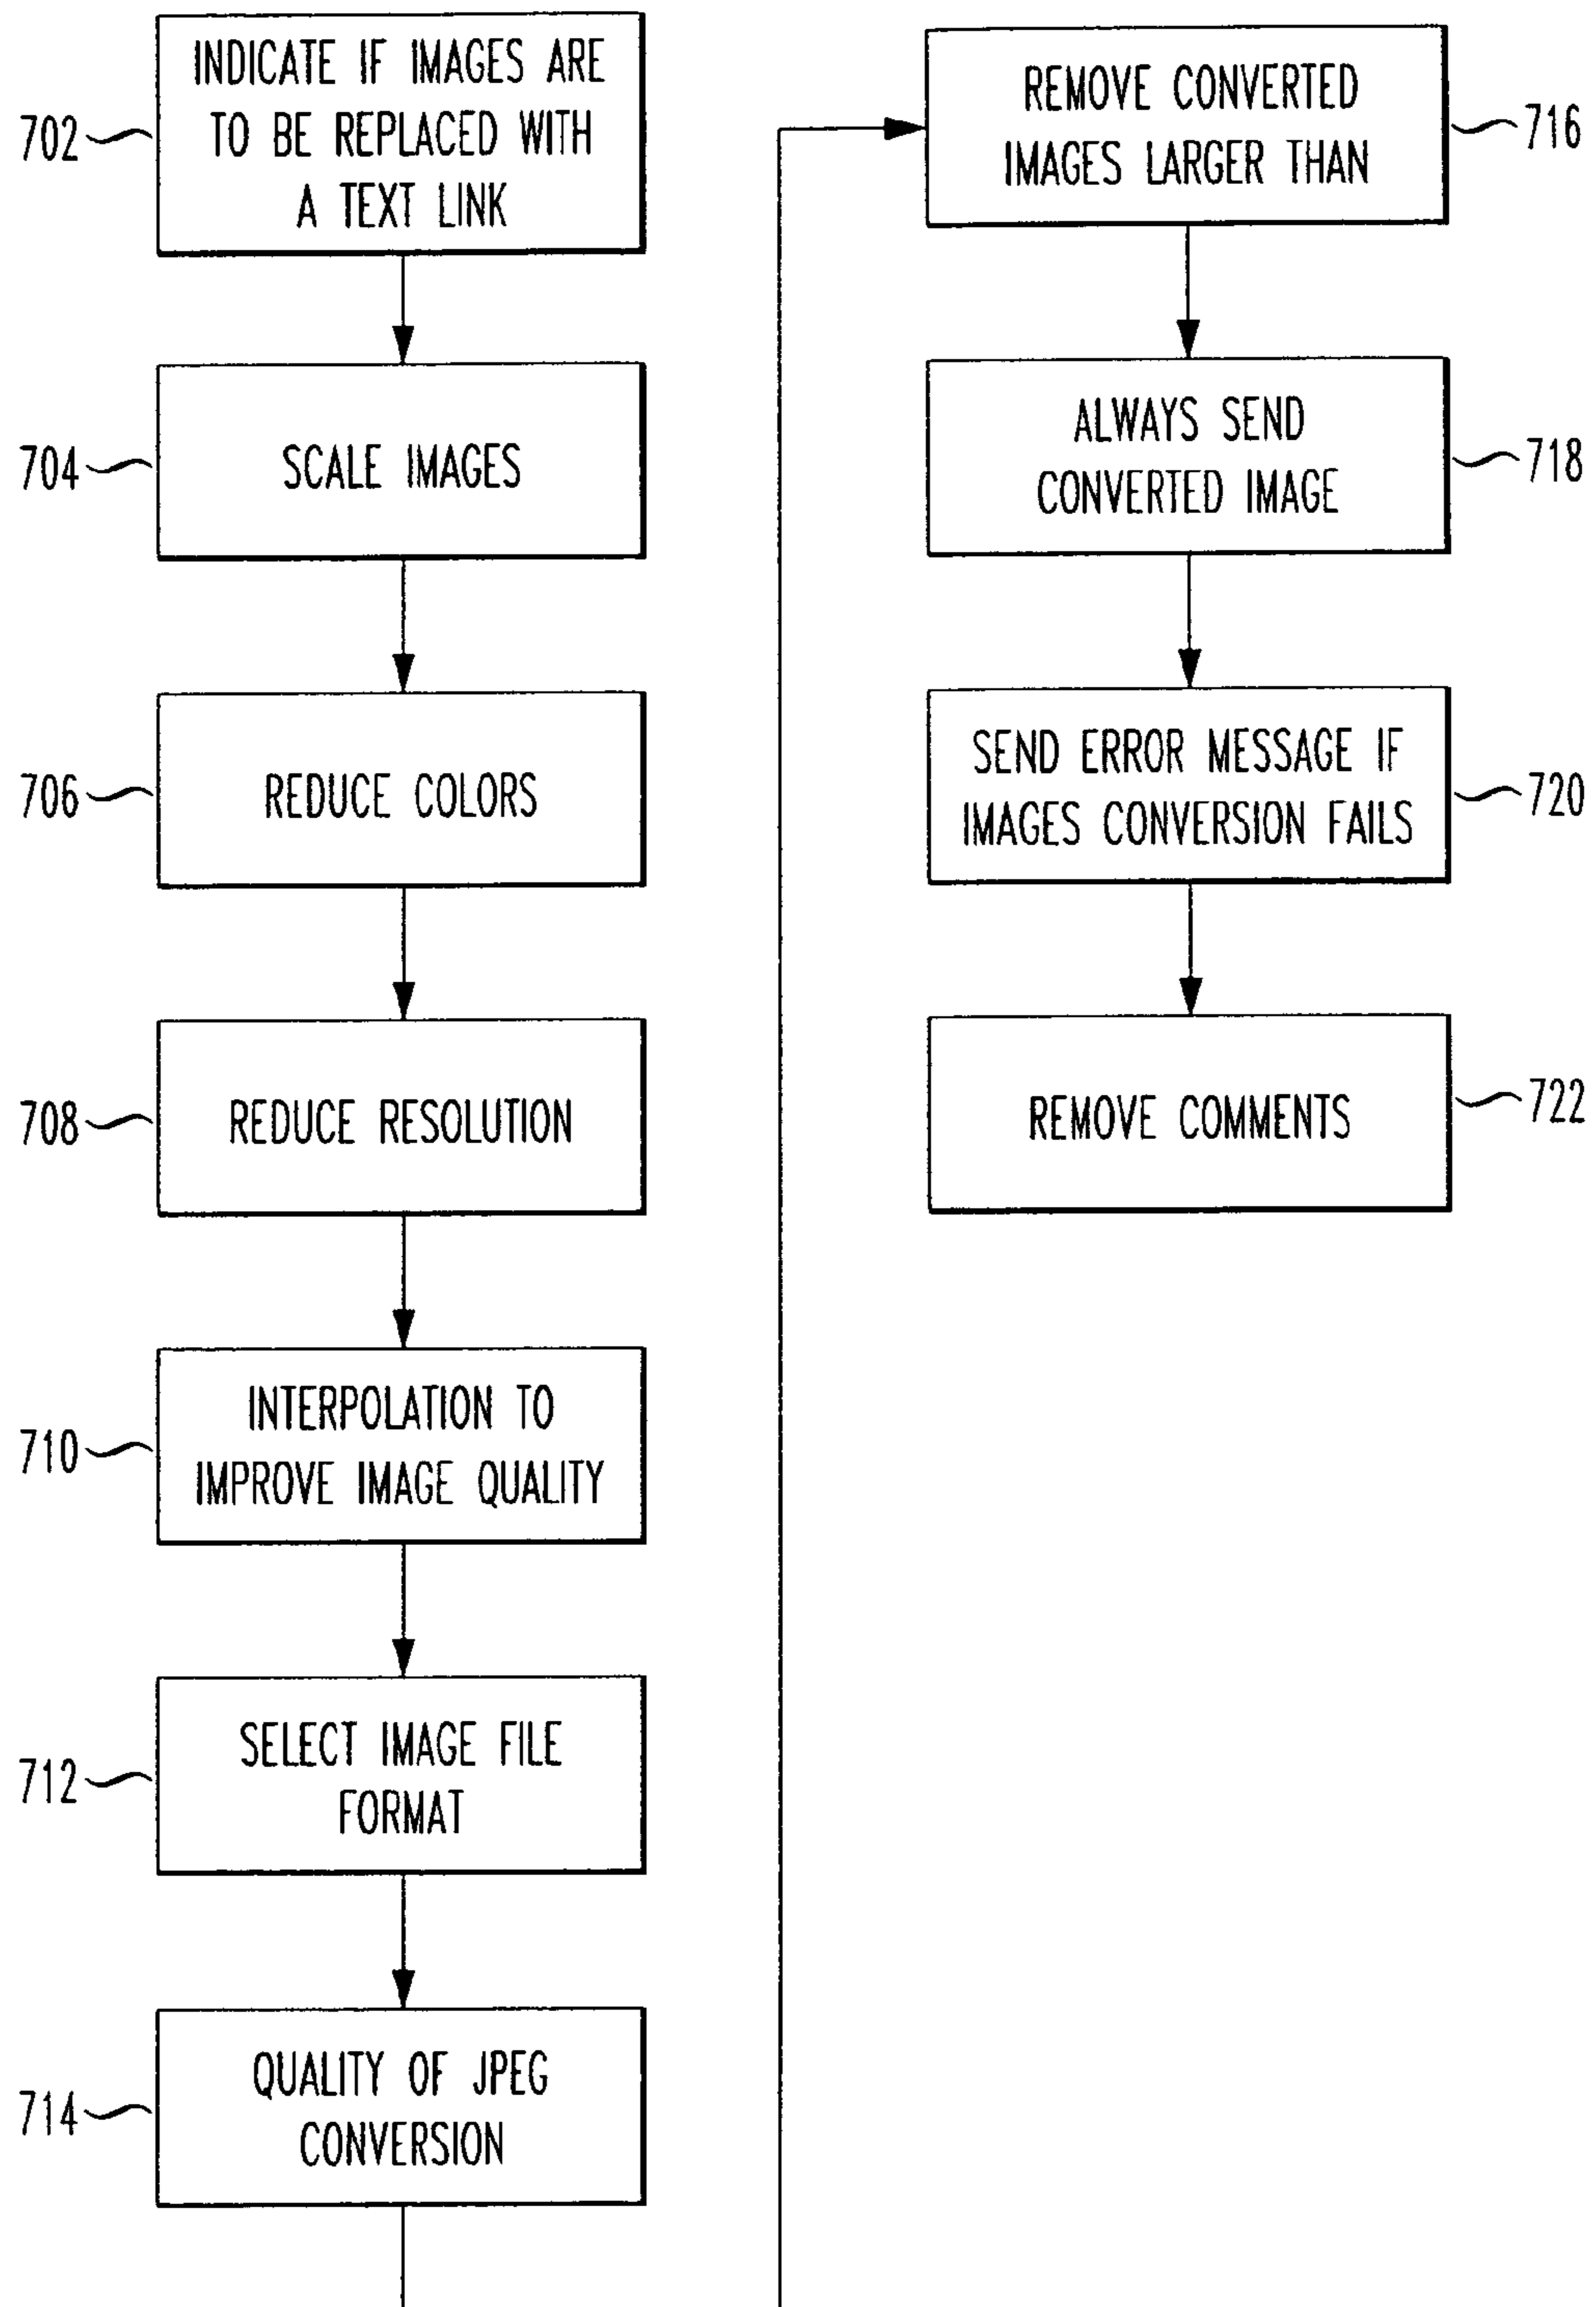 INDICATE IF IMAGES ARE
TO BE REPLACED WITH
A TEXT LINK
702
SCALE IMAGES
704
REDUCE COLORS
706
REDUCE RESOLUTION
708
INTERPOLATION TO
IMPROVE IMAGE QUALITY
710
SELECT IMAGE FILE
FORMAT
712
QUALITY OF JPEG
CONVERSION
714
REMOVE CONVERTED
IMAGES LARGER THAN
716
ALWAYS SEND
CONVERTED IMAGE
718
SEND ERROR MESSAGE IF
IMAGES CONVERSION FAILS
720
REMOVE COMMENTS
722